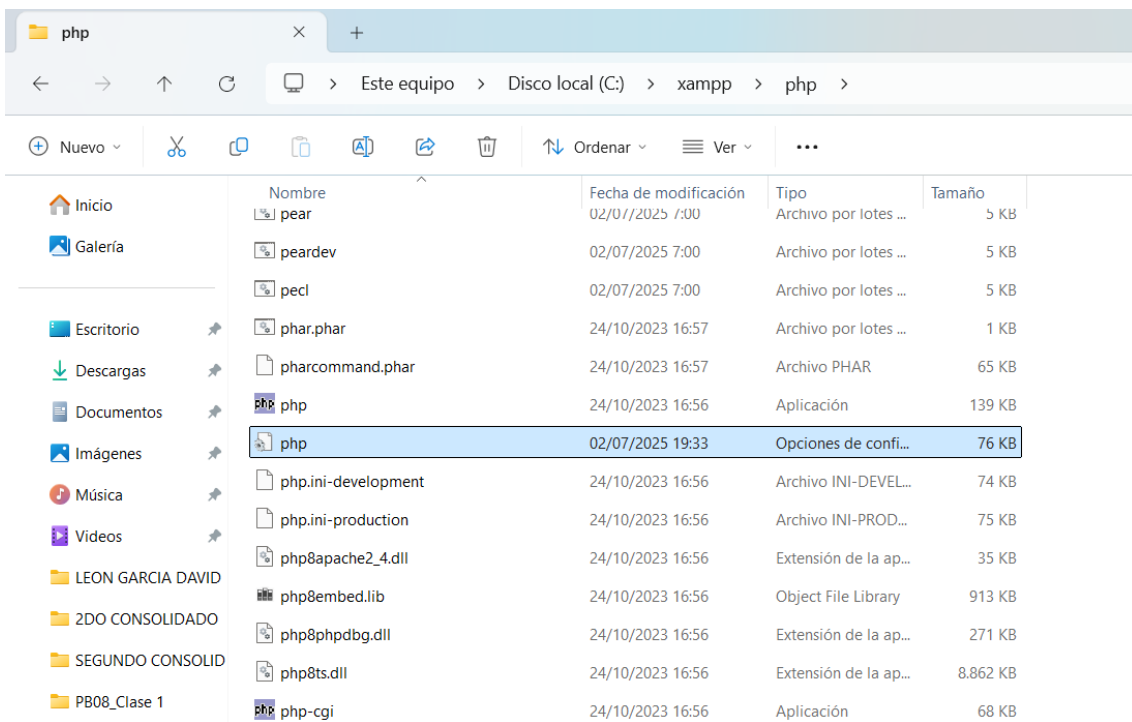 php
Este equipo > Disco local (C:) > xampp > php >
Nuevo Ordenar Ver
Nombre Fecha de modificación Tipo Tamaño
Inicio
Galería
Escritorio
Descargas
Documentos
Imágenes
Música
Videos
LEON GARCIA DAVID
2DO CONSOLIDADO
SEGUNDO CONSOLID
PB08_Clase 1
pear 02/07/2025 7:00 Archivo por lotes ... 5 KB
peardev 02/07/2025 7:00 Archivo por lotes ... 5 KB
pecl 02/07/2025 7:00 Archivo por lotes ... 5 KB
phar.phar 24/10/2023 16:57 Archivo por lotes ... 1 KB
pharcommand.phar 24/10/2023 16:57 Archivo PHAR 65 KB
php php 24/10/2023 16:56 Aplicación 139 KB
php 02/07/2025 19:33 Opciones de confi... 76 KB
php.ini-development 24/10/2023 16:56 Archivo INI-DEVEL... 74 KB
php.ini-production 24/10/2023 16:56 Archivo INI-PROD... 75 KB
php8apache2_4.dll 24/10/2023 16:56 Extensión de la ap... 35 KB
php8embed.lib 24/10/2023 16:56 Object File Library 913 KB
php8phpdbg.dll 24/10/2023 16:56 Extensión de la ap... 271 KB
php8ts.dll 24/10/2023 16:56 Extensión de la ap... 8.862 KB
php php-cgi 24/10/2023 16:56 Aplicación 68 KB